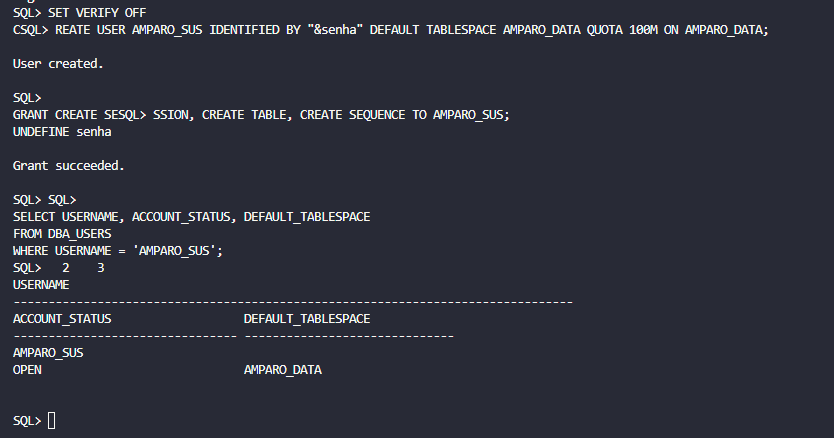 SQL> SET VERIFY OFF
CSQL> REATE USER AMPARO_SUS IDENTIFIED BY "&senha" DEFAULT TABLESPACE AMPARO_DATA QUOTA 100M ON AMPARO_DATA;
User created.
SQL>
GRANT CREATE SESQL> SSION, CREATE TABLE, CREATE SEQUENCE TO AMPARO_SUS;
UNDEFINE senha
Grant succeeded.
SQL> SQL>
SELECT USERNAME, ACCOUNT_STATUS, DEFAULT_TABLESPACE
FROM DBA_USERS
WHERE USERNAME = 'AMPARO_SUS';
SQL>   2    3
USERNAME
--------------------------------------------------------------------------------
ACCOUNT_STATUS                   DEFAULT_TABLESPACE
-------------------------------- ------------------------------
AMPARO_SUS
OPEN                             AMPARO_DATA
SQL>